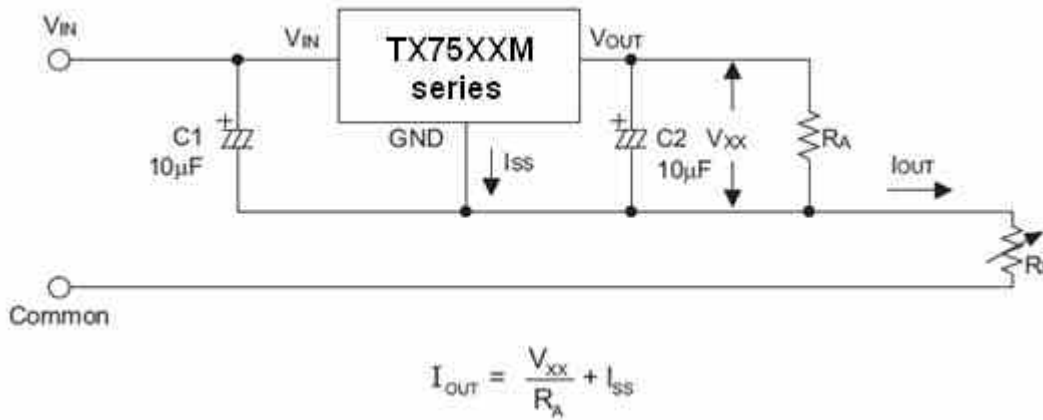 VIN
VIN
TX75XXM
series
VOUT
GND
C1
10μF
ISS
C2
10μF
VXX
RA
IOUT
Common
IOUT = VXX / RA + ISS